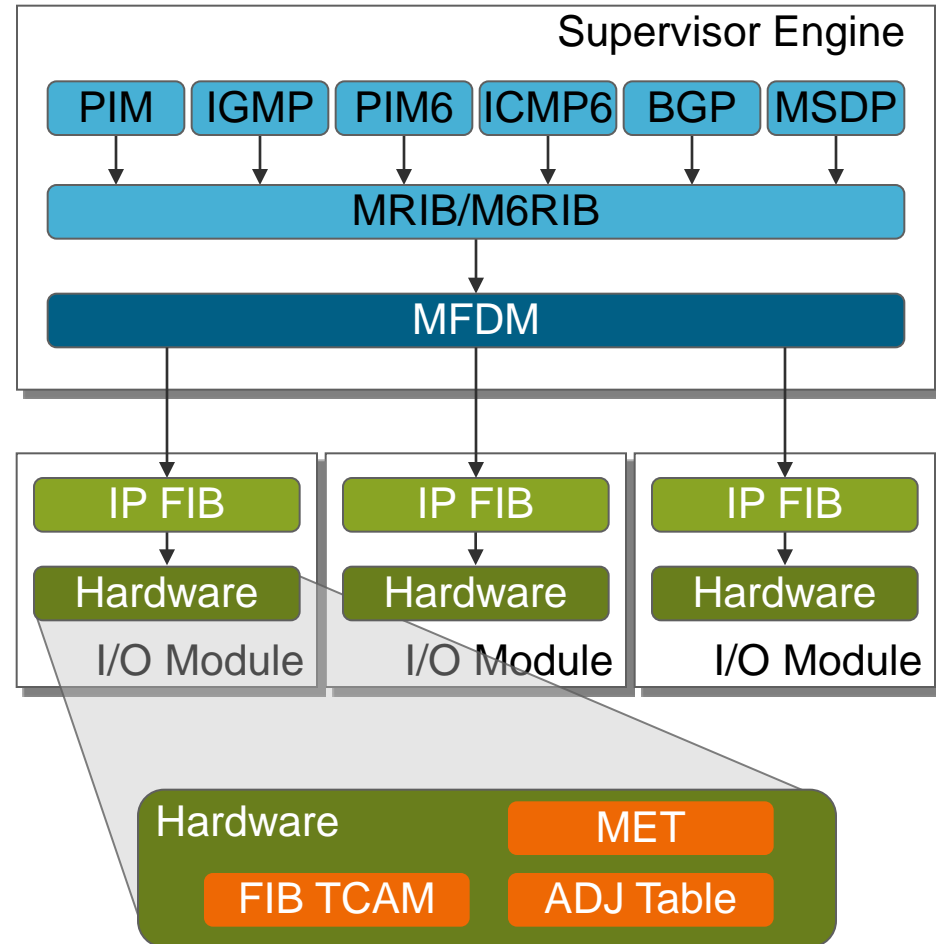 Supervisor Engine
PIM IGMP PIM6 ICMP6 BGP MSDP
MRIB/M6RIB
MFDM
IP FIB IP FIB IP FIB
Hardware Hardware Hardware
I/O Module I/O Module I/O Module
Hardware
MET
FIB TCAM ADJ Table